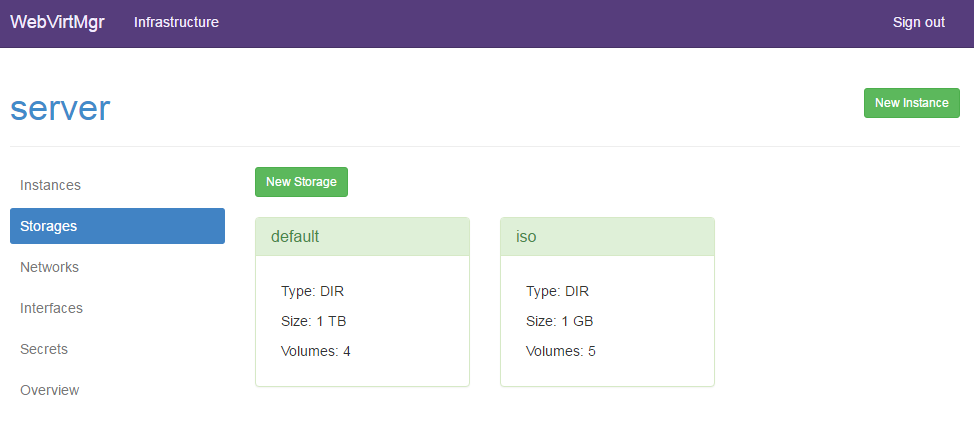 WebVirtMgr Infrastructure Sign out
server
New Instance
Instances
Storages
Networks
Interfaces
Secrets
Overview
New Storage
default
Type: DIR
Size: 1 TB
Volumes: 4
iso
Type: DIR
Size: 1 GB
Volumes: 5